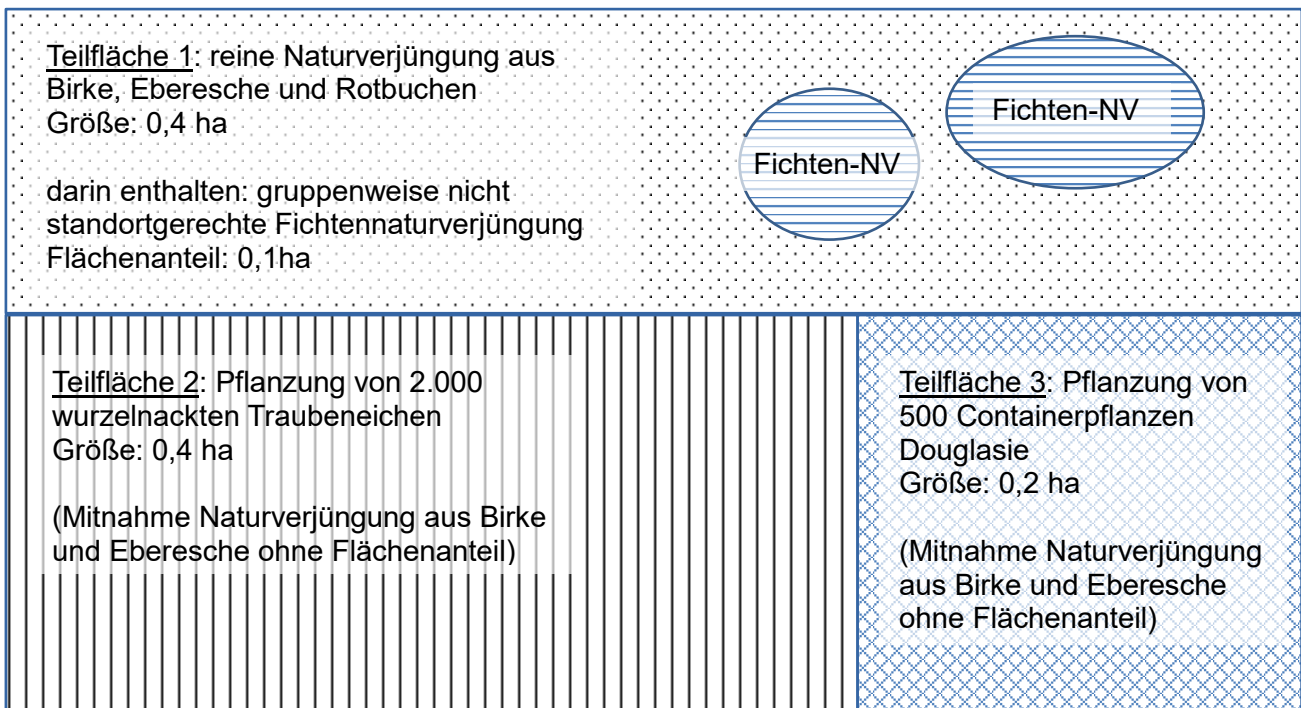 Teilfläche 1: reine Naturverjüngung aus
Birke, Eberesche und Rotbuchen
Größe: 0,4 ha
darin enthalten: gruppenweise nicht
standortgerechte Fichtennaturverjüngung
Flächenanteil: 0,1ha
Fichten-NV
Fichten-NV
Teilfläche 2: Pflanzung von 2.000
wurzelnackten Traubeneichen
Größe: 0,4 ha
(Mitnahme Naturverjüngung aus Birke
und Eberesche ohne Flächenanteil)
Teilfläche 3: Pflanzung von
500 Containerpflanzen
Douglasie
Größe: 0,2 ha
(Mitnahme Naturverjüngung
aus Birke und Eberesche
ohne Flächenanteil)